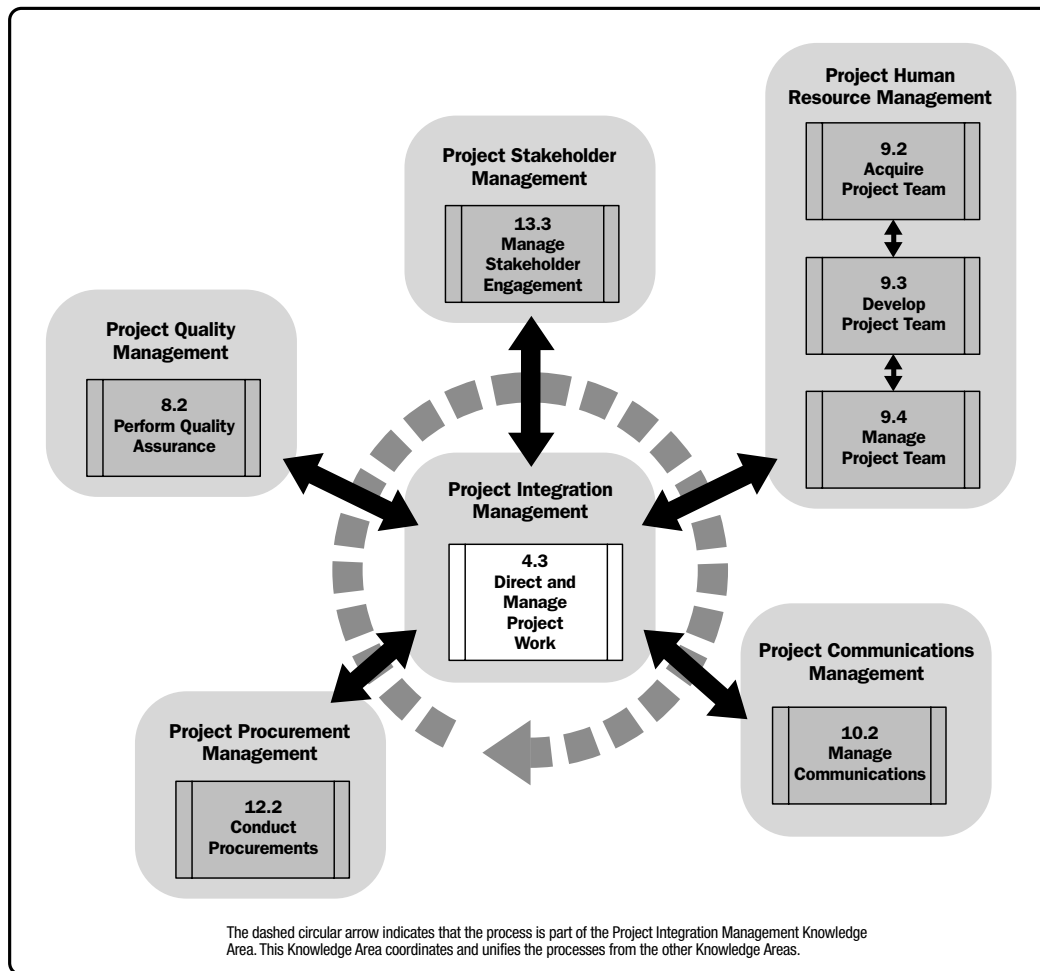 Project Human
Resource Management
9.2
Acquire
Project Team
9.3
Develop
Project Team
9.4
Manage
Project Team
Project Stakeholder
Management
13.3
Manage
Stakeholder
Engagement
Project Quality
Management
8.2
Perform Quality
Assurance
Project Integration
Management
4.3
Direct and
Manage
Project
Work
Project Communications
Management
10.2
Manage
Communications
Project Procurement
Management
12.2
Conduct
Procurements
The dashed circular arrow indicates that the process is part of the Project Integration Management Knowledge
Area. This Knowledge Area coordinates and unifies the processes from the other Knowledge Areas.